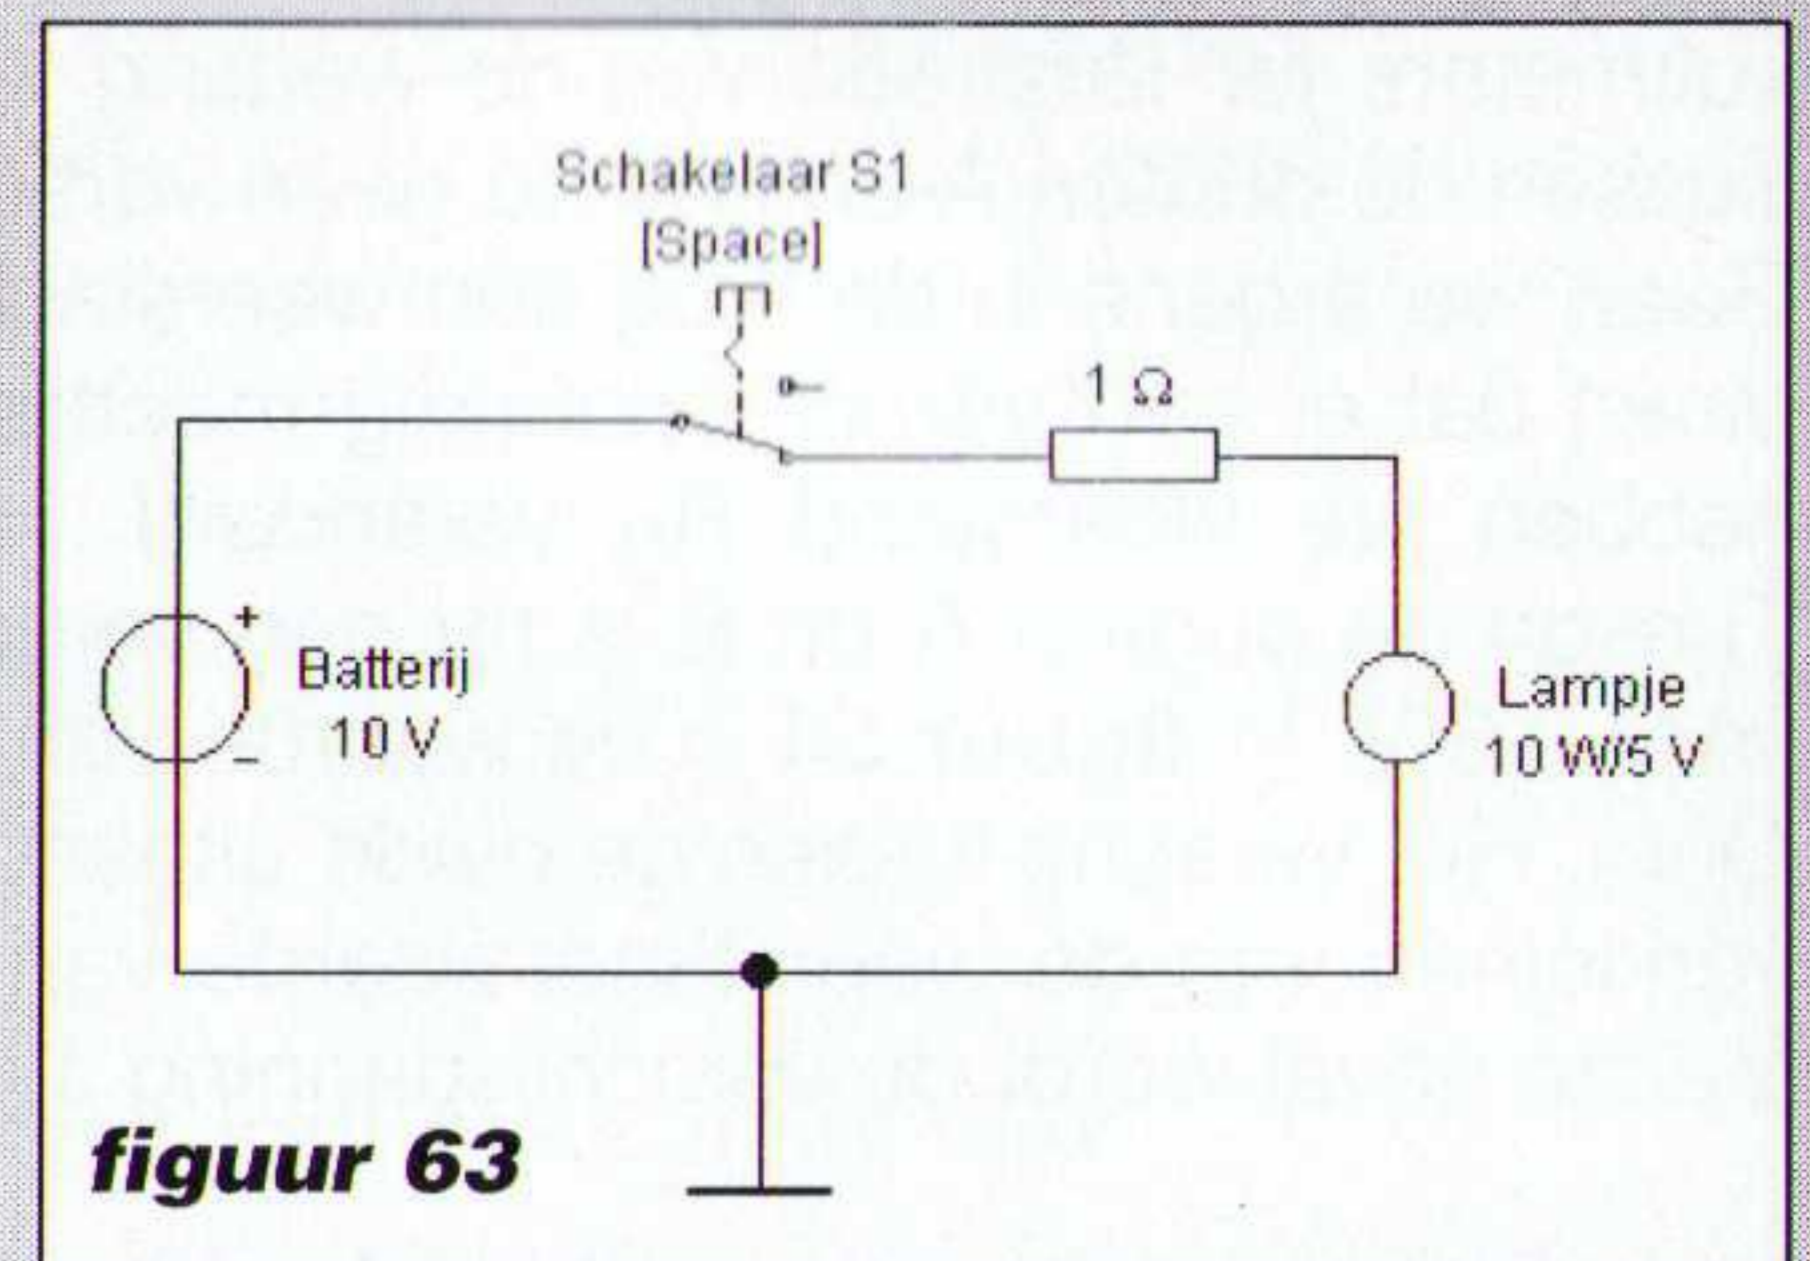 Schakelaar S1
[Space]
1 Ω
+
Batterij
10 V
−
Lampje
10 W/5 V
figuur 63